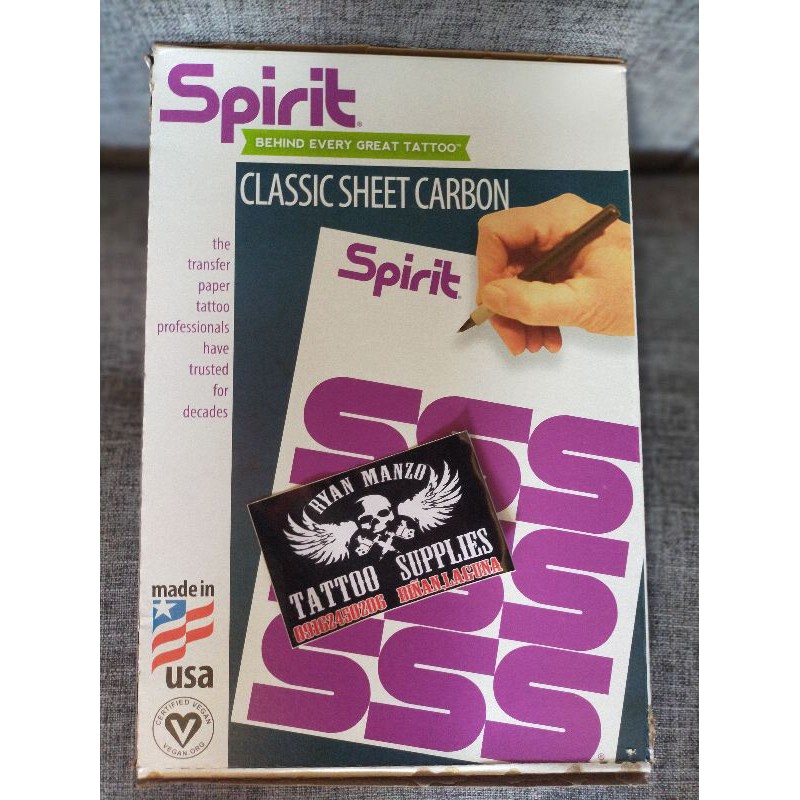 Spirit®
BEHIND EVERY GREAT TATTOO™
CLASSIC SHEET CARBON
the
transfer
paper
tattoo
professionals
have
trusted
for
decades
Spirit®
RYAN MANZO
TATTOO SUPPLIES
09162450206 BIÑAN, LAGUNA
made in
usa
CERTIFIED VEGAN
VEGAN.ORG